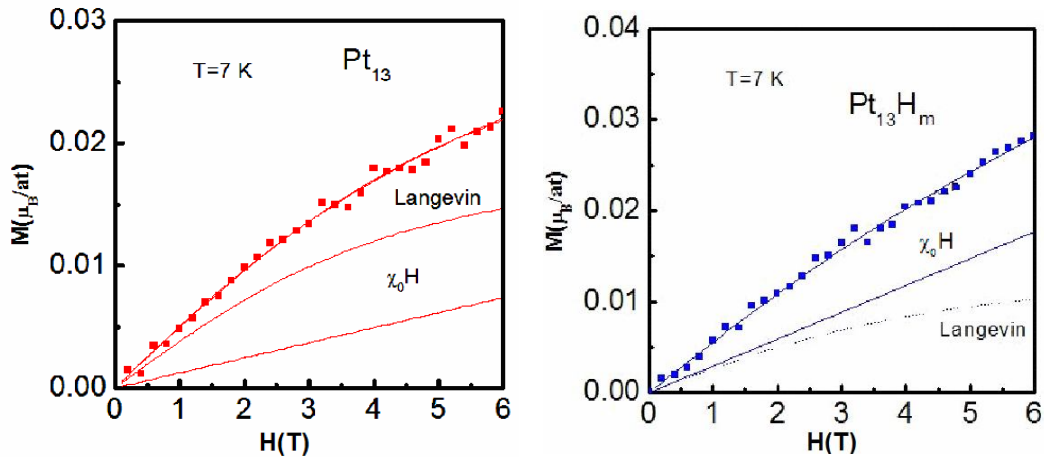 0.03
0.02
0.01
0.00
M(μ_B/at)
T=7 K
Pt₁₃
Langevin
χ₀H
0 1 2 3 4 5 6
H(T)
0.04
0.03
0.02
0.01
0.00
M(μ_B/at)
T=7 K
Pt₁₃Hₘ
χ₀H
Langevin
0 1 2 3 4 5 6
H(T)